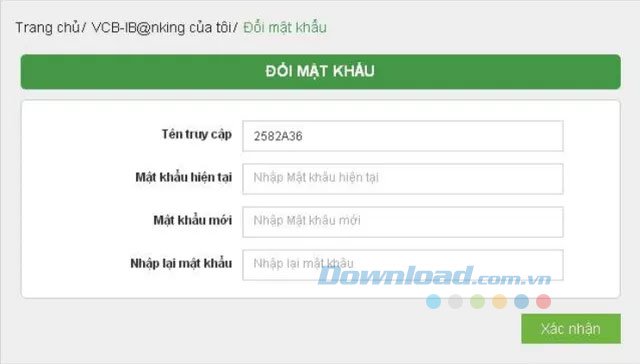 Trang chủ/ VCB-IB@nking của tôi/ Đổi mật khẩu
ĐỔI MẬT KHẨU
Tên truy cập 2582A36
Mật khẩu hiện tại Nhập Mật khẩu hiện tại
Mật khẩu mới Nhập Mật khẩu mới
Nhập lại mật khẩu Nhập lại mật khẩu
Download.com.vn
Xác nhận